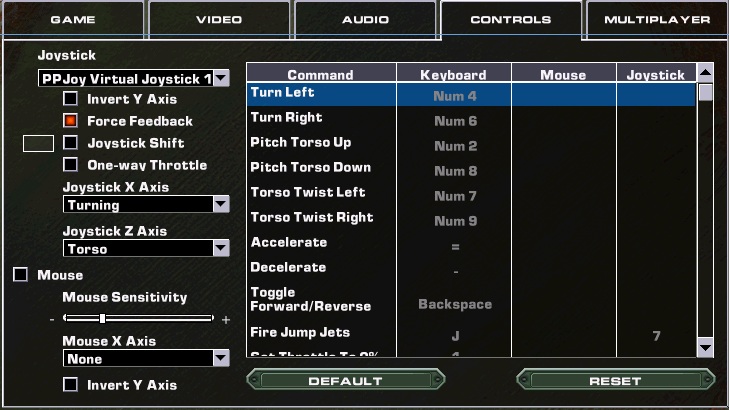 GAME VIDEO AUDIO CONTROLS MULTIPLAYER
Joystick
PPJoy Virtual Joystick 1
Invert Y Axis
Force Feedback
Joystick Shift
One-way Throttle
Joystick X Axis
Turning
Joystick Z Axis
Torso
Mouse
Mouse Sensitivity
- +
Mouse X Axis
None
Invert Y Axis
Command Keyboard Mouse Joystick
Turn Left Num 4
Turn Right Num 6
Pitch Torso Up Num 2
Pitch Torso Down Num 8
Torso Twist Left Num 7
Torso Twist Right Num 9
Accelerate =
Decelerate -
Toggle
Forward/Reverse Backspace
Fire Jump Jets J 7
Set Throttle To 0%
DEFAULT RESET